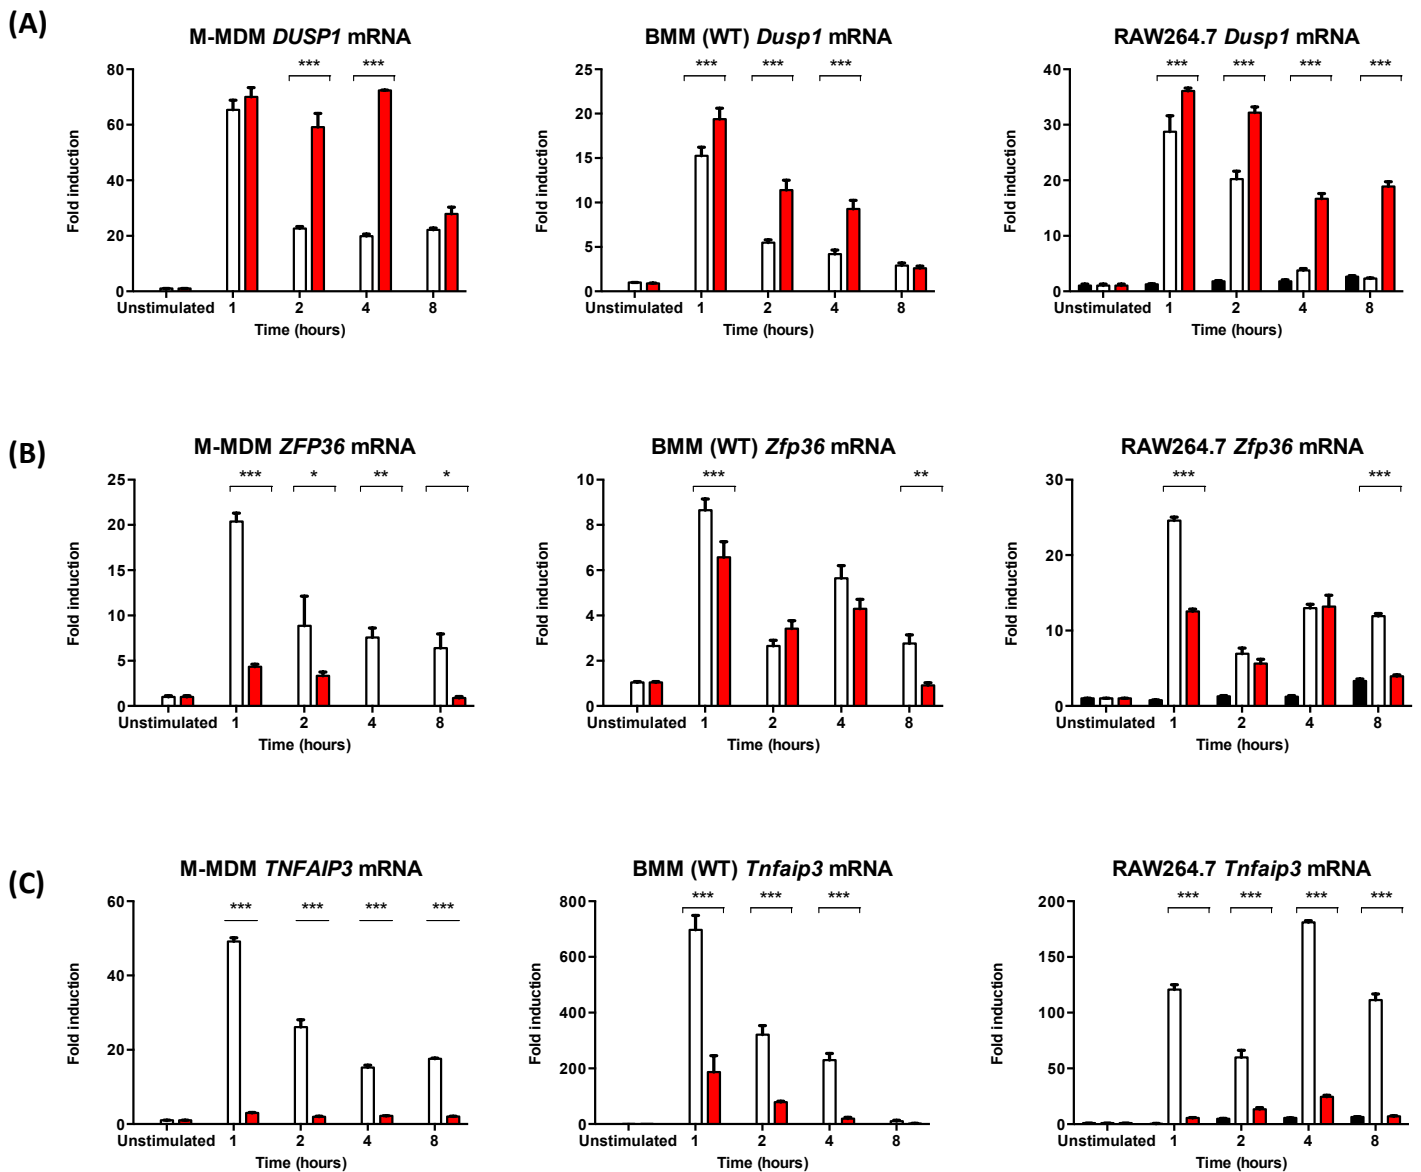 (A)
M-MDM DUSP1 mRNA
BMM (WT) Dusp1 mRNA
RAW264.7 Dusp1 mRNA
Fold induction
80
60
40
20
0
*** ***
Unstimulated 1 2 4 8
Time (hours)
Fold induction
25
20
15
10
5
0
*** *** ***
Unstimulated 1 2 4 8
Time (hours)
Fold induction
40
30
20
10
0
*** *** *** ***
Unstimulated 1 2 4 8
Time (hours)
(B)
M-MDM ZFP36 mRNA
BMM (WT) Zfp36 mRNA
RAW264.7 Zfp36 mRNA
Fold induction
25
20
15
10
5
0
*** * ** *
Unstimulated 1 2 4 8
Time (hours)
Fold induction
10
8
6
4
2
0
*** **
Unstimulated 1 2 4 8
Time (hours)
Fold induction
30
20
10
0
*** ***
Unstimulated 1 2 4 8
Time (hours)
(C)
M-MDM TNFAIP3 mRNA
BMM (WT) Tnfaip3 mRNA
RAW264.7 Tnfaip3 mRNA
Fold induction
60
40
20
0
*** *** *** ***
Unstimulated 1 2 4 8
Time (hours)
Fold induction
800
600
400
200
0
*** *** ***
Unstimulated 1 2 4 8
Time (hours)
Fold induction
200
150
100
50
0
*** *** *** ***
Unstimulated 1 2 4 8
Time (hours)